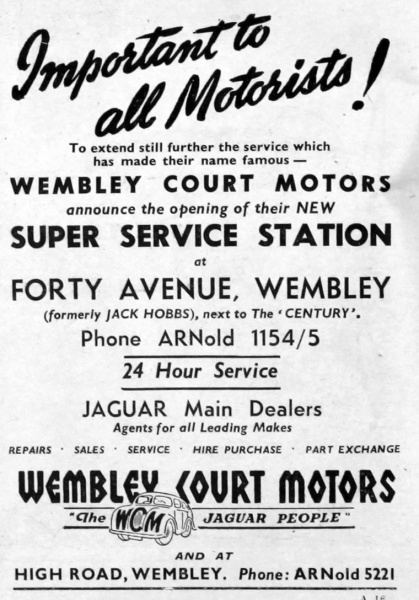 Important to
all Motorists!
To extend still further the service which
has made their name famous —
WEMBLEY COURT MOTORS
announce the opening of their NEW
SUPER SERVICE STATION
at
FORTY AVENUE, WEMBLEY
(formerly JACK HOBBS), next to The 'CENTURY'.
Phone ARNold 1154/5
24 Hour Service
JAGUAR Main Dealers
Agents for all Leading Makes
REPAIRS · SALES · SERVICE · HIRE PURCHASE · PART EXCHANGE
WEMBLEY COURT MOTORS
"The WCM JAGUAR PEOPLE"
AND AT
HIGH ROAD, WEMBLEY. Phone: ARNold 5221